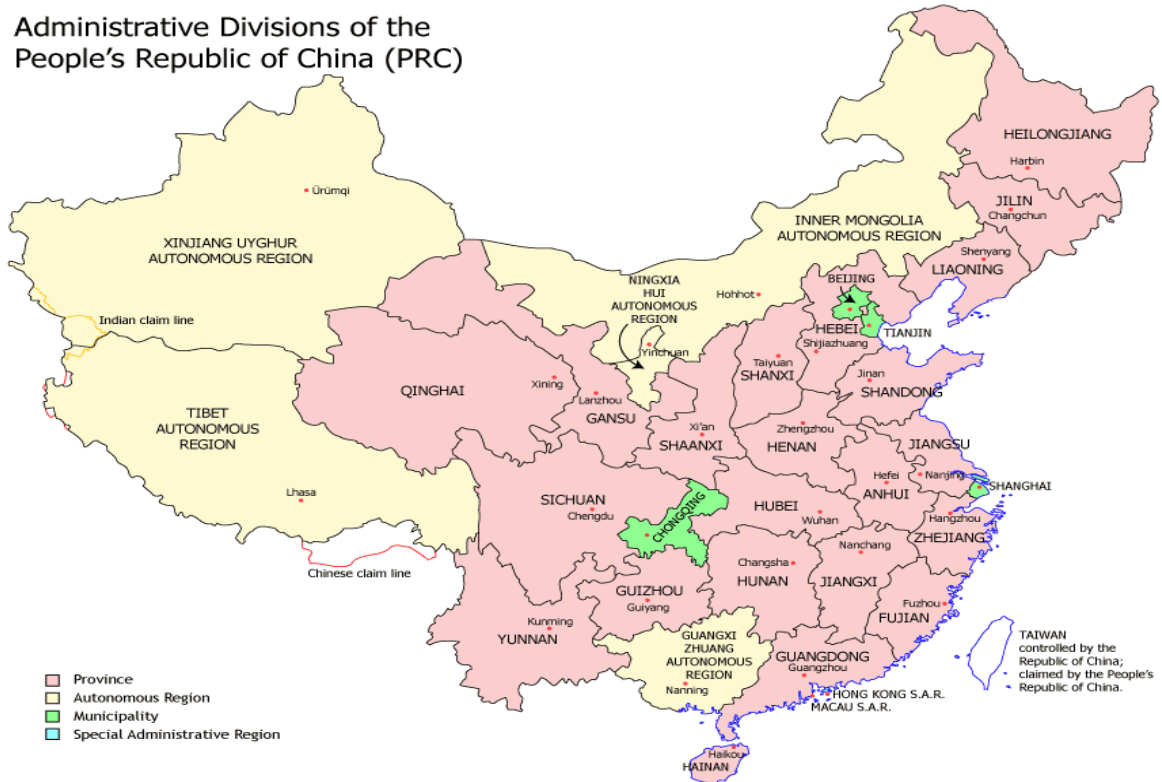 Administrative Divisions of the
People's Republic of China (PRC)
HEILONGJIANG
Harbin
JILIN
Changchun
Ürümqi
INNER MONGOLIA
AUTONOMOUS REGION
XINJIANG UYGHUR
AUTONOMOUS REGION
Shenyang
LIAONING
NINGXIA
HUI
AUTONOMOUS
REGION
BEIJING
Hohhot
Indian claim line
HEBEI
TIANJIN
Shijiazhuang
Yinchuan
Taiyuan
SHANXI
Jinan
SHANDONG
QINGHAI
Xining
Lanzhou
GANSU
TIBET
AUTONOMOUS
REGION
Xi'an
SHAANXI
Zhengzhou
HENAN
JIANGSU
Hefei
ANHUI
Nanjing
SHANGHAI
Lhasa
SICHUAN
Chengdu
CHONGQING
HUBEI
Wuhan
Hangzhou
ZHEJIANG
Chinese claim line
Changsha
HUNAN
Nanchang
JIANGXI
GUIZHOU
Guiyang
Fuzhou
FUJIAN
Kunming
YUNNAN
GUANGXI
ZHUANG
AUTONOMOUS
REGION
Nanning
GUANGDONG
Guangzhou
TAIWAN
controlled by the
Republic of China;
claimed by the People's
Republic of China.
HONG KONG S.A.R.
MACAU S.A.R.
Haikou
HAINAN
Province
Autonomous Region
Municipality
Special Administrative Region